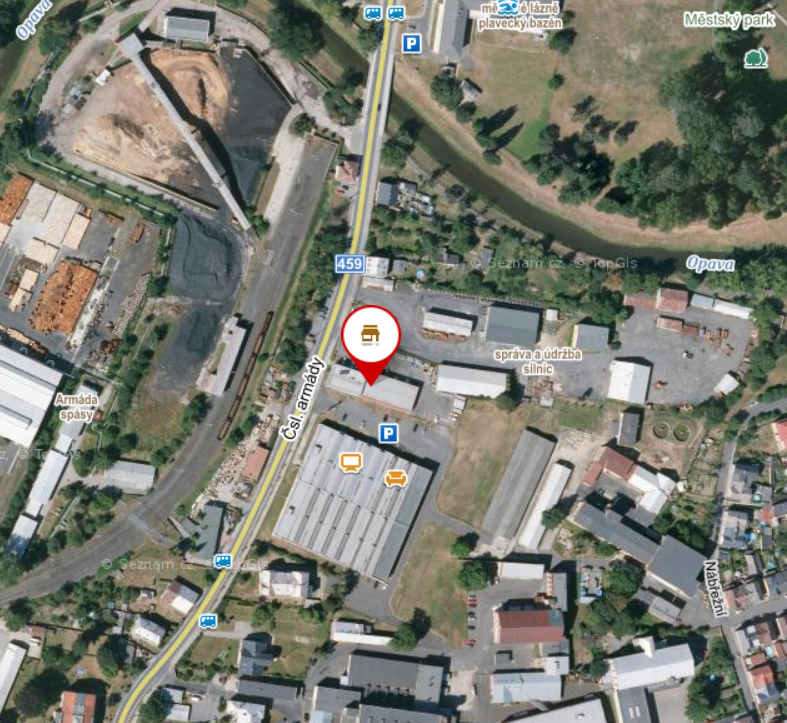 Opava
P
mě
é lázně
plavecký bazén
Městský park
459
© Seznam.cz, © TopGis
Opava
správa a údržba
silnic
Čsl. armády
Armáda
spásy
P
© Seznam.cz, © TopGis
Nábřežní